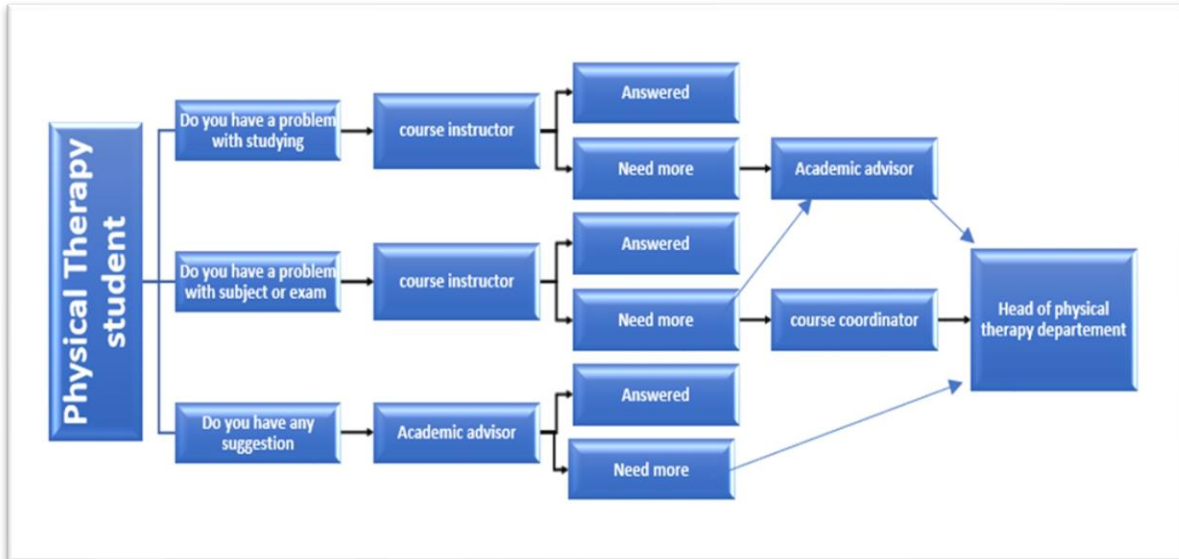 Physical Therapy
student
Do you have a problem
with studying
course instructor
Answered
Need more
Academic advisor
Do you have a problem
with subject or exam
course instructor
Answered
Need more
course coordinator
Head of physical
therapy departement
Do you have any
suggestion
Academic advisor
Answered
Need more